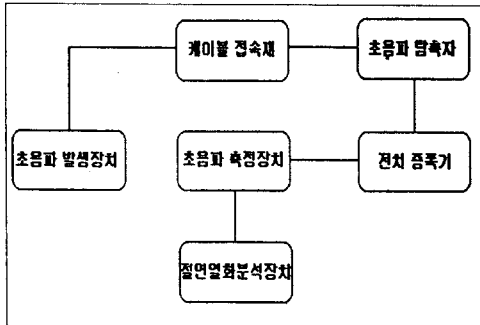 케이블 접속재
초음파 탐촉자
초음파 발생장치
초음파 측정장치
전치 증폭기
절연열화분석장치